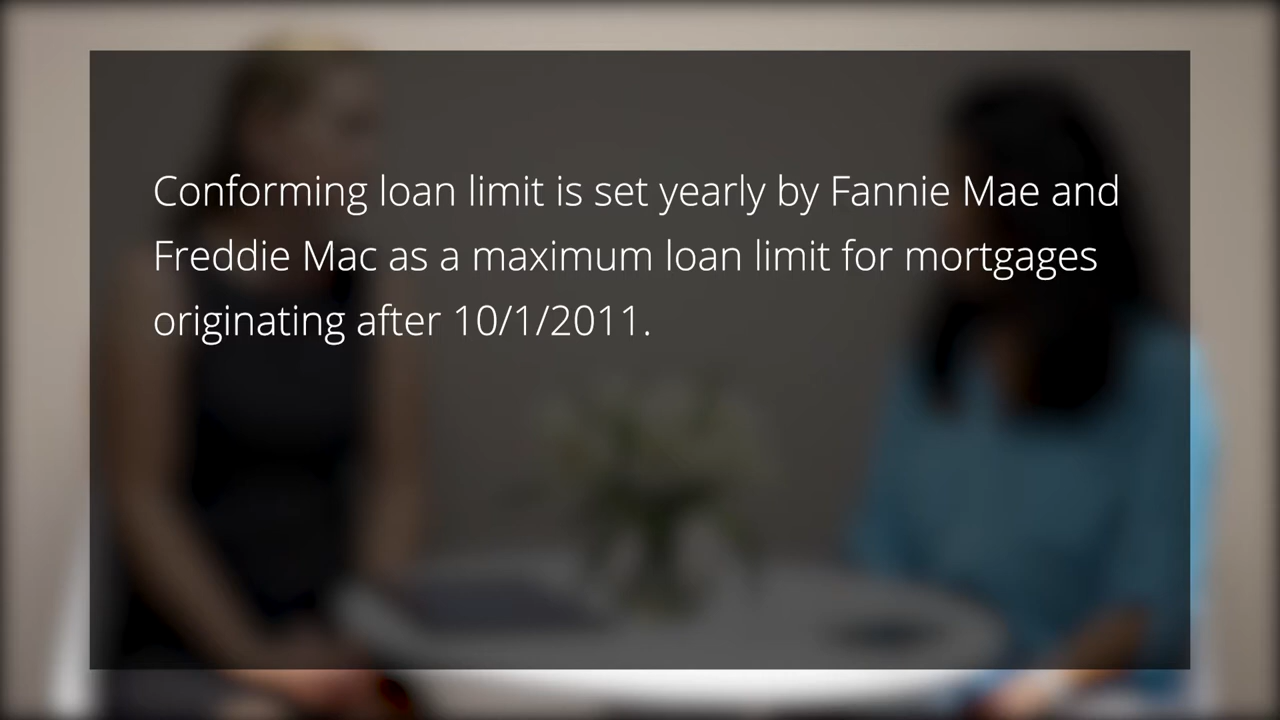 Conforming loan limit is set yearly by Fannie Mae and
Freddie Mac as a maximum loan limit for mortgages
originating after 10/1/2011.